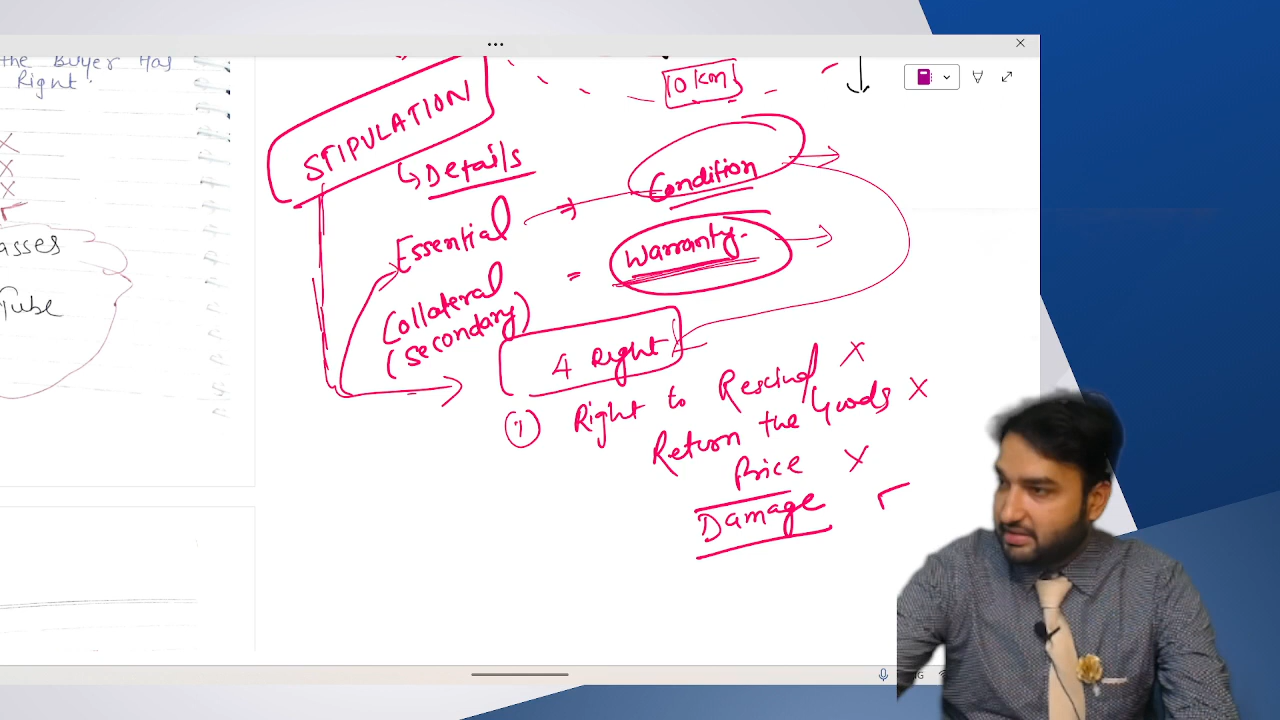 the Buyer Has
Right.
asses
Tube
10 km
STIPULATION
Details
Condition
Essential
Warranty.
Collateral
(secondary)
4 Right
1 Right to Rescind X
Return the Goods X
Price X
Damage